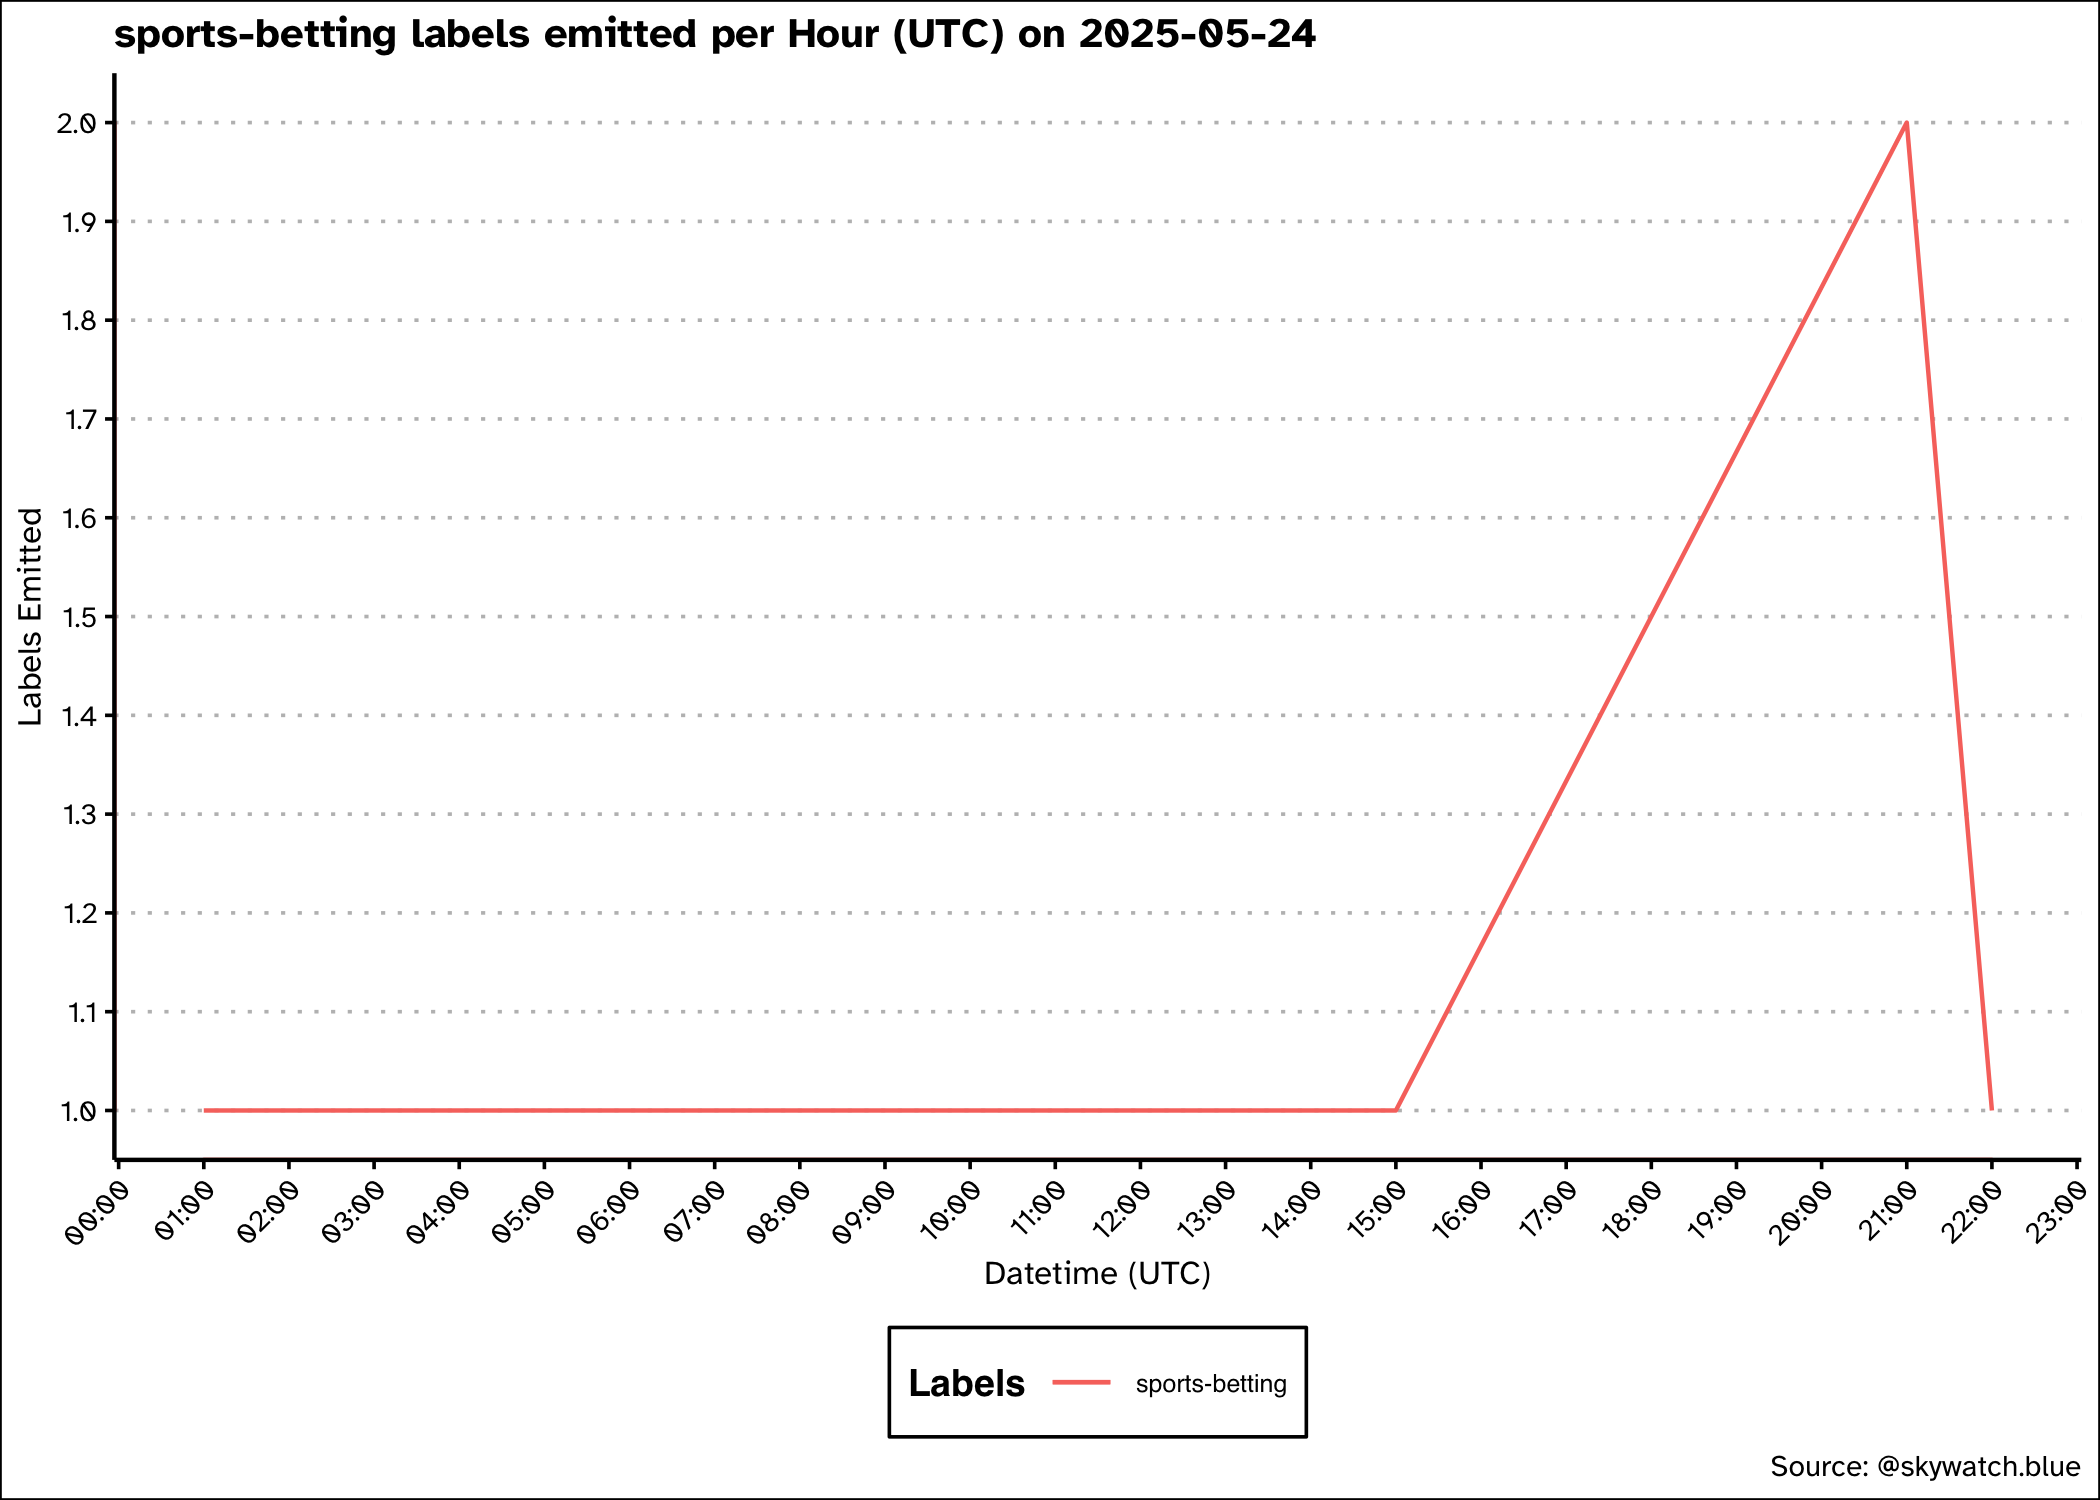 sports-betting labels emitted per Hour (UTC) on 2025-05-24
Labels Emitted
2.0
1.9
1.8
1.7
1.6
1.5
1.4
1.3
1.2
1.1
1.0
00:00 01:00 02:00 03:00 04:00 05:00 06:00 07:00 08:00 09:00 10:00 11:00 12:00 13:00 14:00 15:00 16:00 17:00 18:00 19:00 20:00 21:00 22:00 23:00
Datetime (UTC)
Labels sports-betting
Source: @skywatch.blue